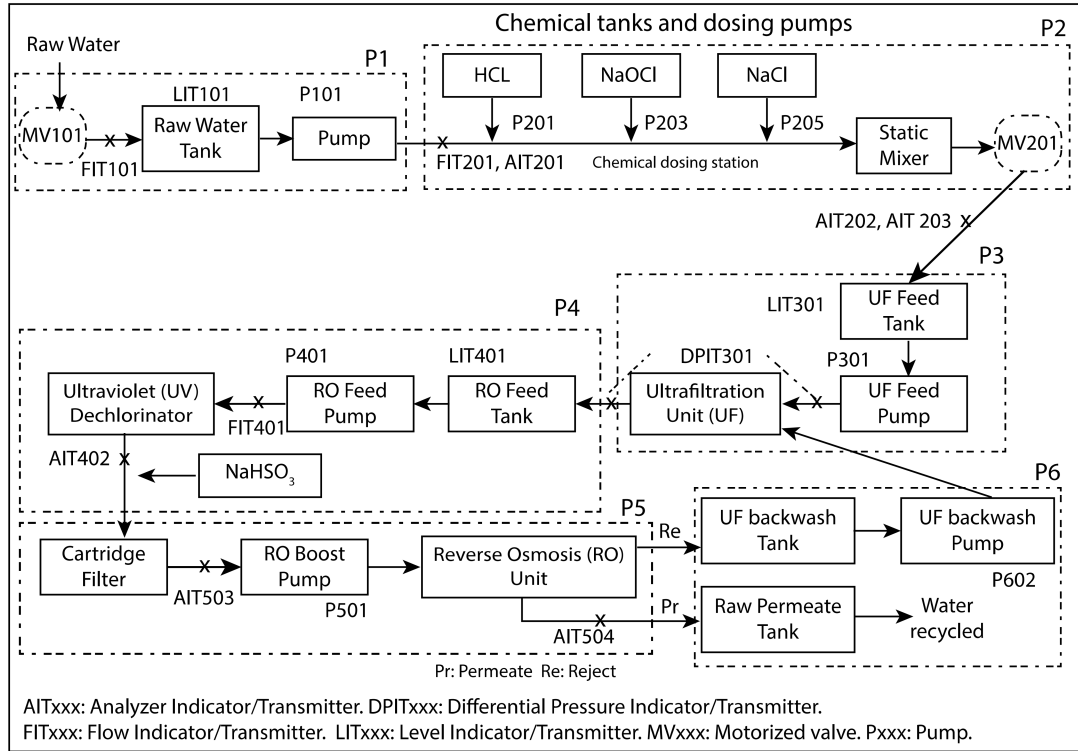 Chemical tanks and dosing pumps
Raw Water
P1
P2
MV101
FIT101
LIT101
Raw Water
Tank
P101
Pump
HCL
NaOCl
NaCl
P201
P203
P205
FIT201, AIT201
Chemical dosing station
Static
Mixer
MV201
AIT202, AIT 203
P3
LIT301
UF Feed
Tank
P301
UF Feed
Pump
DPIT301
Ultrafiltration
Unit (UF)
P4
LIT401
RO Feed
Tank
P401
RO Feed
Pump
FIT401
Ultraviolet (UV)
Dechlorinator
AIT402
NaHSO₃
P5
Cartridge
Filter
AIT503
RO Boost
Pump
P501
Reverse Osmosis (RO)
Unit
AIT504
Re
Pr
P6
UF backwash
Tank
UF backwash
Pump
P602
Raw Permeate
Tank
Water
recycled
Pr: Permeate Re: Reject
AITxxx: Analyzer Indicator/Transmitter. DPITxxx: Differential Pressure Indicator/Transmitter.
FITxxx: Flow Indicator/Transmitter. LITxxx: Level Indicator/Transmitter. MVxxx: Motorized valve. Pxxx: Pump.